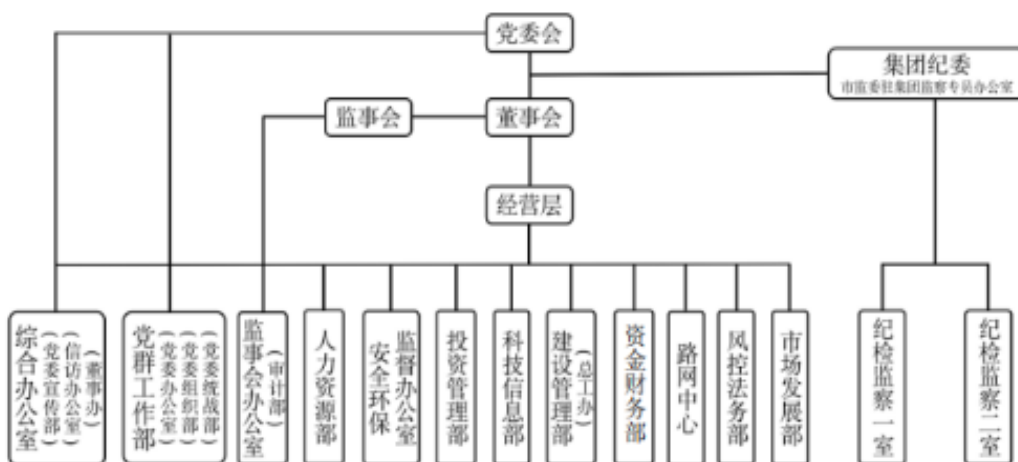 党委会
集团纪委
市监委驻集团监察专员办公室
监事会
董事会
经营层
综合办公室
(党委宣传部)
(信访办公室)
(董事办)
党群工作部
(党委办公室)
(党委组织部)
(党委统战部)
监事会办公室
(审计部)
人力资源部
安全环保
监督办公室
投资管理部
科技信息部
建设管理部
(总工办)
资金财务部
路网中心
风控法务部
市场发展部
纪检监察一室
纪检监察二室